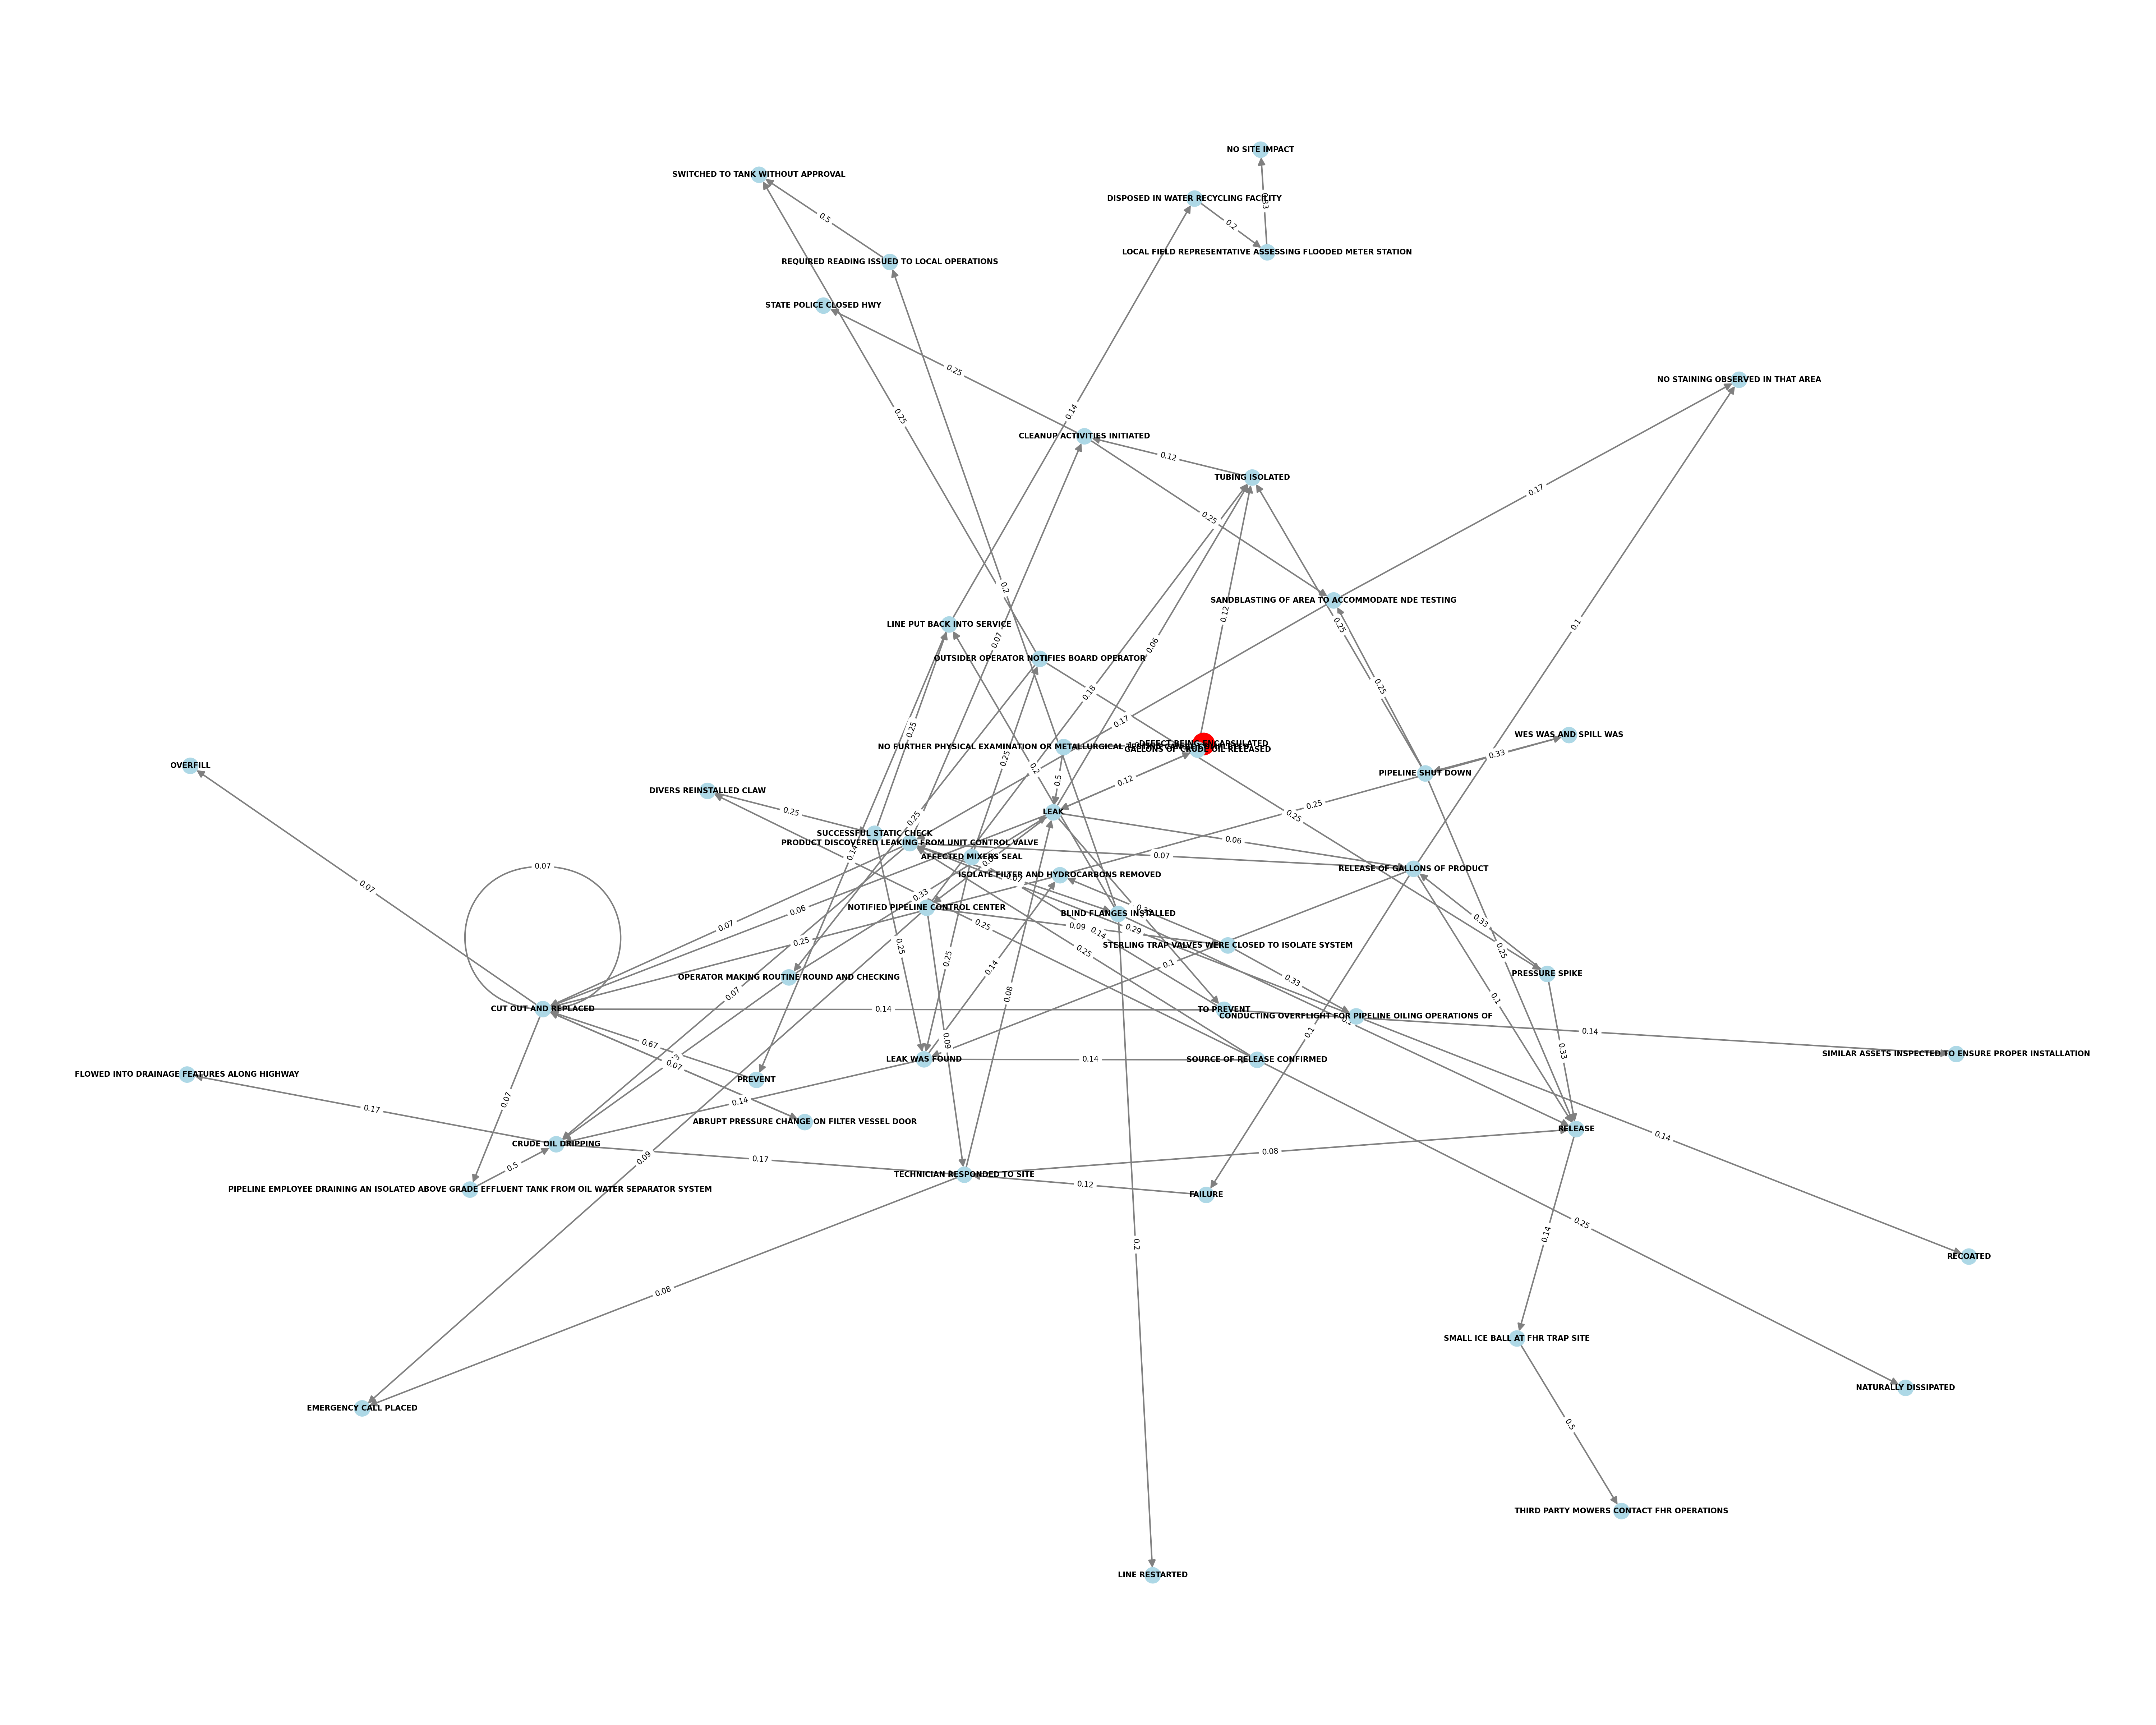 NO SITE IMPACT
0.33
SWITCHED TO TANK WITHOUT APPROVAL
DISPOSED IN WATER RECYCLING FACILITY
0.5
0.2
LOCAL FIELD REPRESENTATIVE ASSESSING FLOODED METER STATION
REQUIRED READING ISSUED TO LOCAL OPERATIONS
STATE POLICE CLOSED HWY
0.25
NO STAINING OBSERVED IN THAT AREA
0.14
0.25
CLEANUP ACTIVITIES INITIATED
0.12
TUBING ISOLATED
0.17
0.25
0.2
SANDBLASTING OF AREA TO ACCOMMODATE NDE TESTING
0.12
LINE PUT BACK INTO SERVICE
0.25
0.1
0.07
0.06
OUTSIDER OPERATOR NOTIFIES BOARD OPERATOR
0.25
0.18
0.17
0.25
WES WAS AND SPILL WAS
DEFECT BEING ENCAPSULATED
NO FURTHER PHYSICAL EXAMINATION OR METALLURGICAL
GALLONS OF CRUDE OIL RELEASED
0.33
0.25
0.2
OVERFILL
PIPELINE SHUT DOWN
0.5
0.12
DIVERS REINSTALLED CLAW
0.25
0.25
LEAK
0.25
0.25
SUCCESSFUL STATIC CHECK
PRODUCT DISCOVERED LEAKING FROM UNIT CONTROL VALVE
0.06
0.14
AFFECTED MIXERS SEAL
0.07
0.07
RELEASE OF GALLONS OF PRODUCT
ISOLATE FILTER AND HYDROCARBONS REMOVED
0.07
0.07
0.33
NOTIFIED PIPELINE CONTROL CENTER
0.06
BLIND FLANGES INSTALLED
0.33
0.07
0.25
0.09
0.29
0.14
0.25
0.25
STERLING TRAP VALVES WERE CLOSED TO ISOLATE SYSTEM
0.25
0.25
0.25
0.1
0.14
PRESSURE SPIKE
OPERATOR MAKING ROUTINE ROUND AND CHECKING
0.33
0.07
0.08
0.1
CUT OUT AND REPLACED
0.14
TO PREVENT
CONDUCTING OVERFLIGHT FOR PIPELINE OILING OPERATIONS OF
0.14
0.1
0.67
0.09
0.33
SIMILAR ASSETS INSPECTED TO ENSURE PROPER INSTALLATION
LEAK WAS FOUND
0.14
SOURCE OF RELEASE CONFIRMED
0.07
FLOWED INTO DRAINAGE FEATURES ALONG HIGHWAY
PREVENT
0.07
0.14
0.17
ABRUPT PRESSURE CHANGE ON FILTER VESSEL DOOR
RELEASE
0.14
CRUDE OIL DRIPPING
0.08
0.17
0.09
0.5
TECHNICIAN RESPONDED TO SITE
0.12
PIPELINE EMPLOYEE DRAINING AN ISOLATED ABOVE GRADE EFFLUENT TANK FROM OIL WATER SEPARATOR SYSTEM
FAILURE
0.25
0.14
0.2
RECOATED
0.08
SMALL ICE BALL AT FHR TRAP SITE
NATURALLY DISSIPATED
EMERGENCY CALL PLACED
0.5
THIRD PARTY MOWERS CONTACT FHR OPERATIONS
LINE RESTARTED